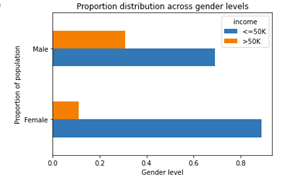 Proportion distribution across gender levels
income
<=50K
>50K
Male
Female
Proportion of population
0.0 0.2 0.4 0.6 0.8
Gender level